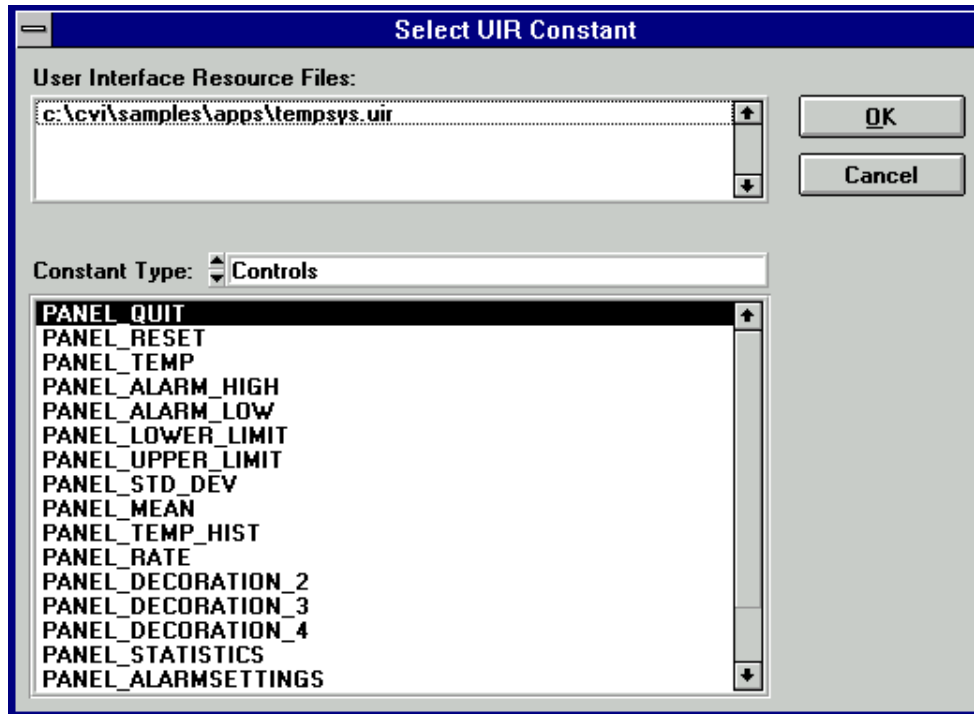 Select UIR Constant
User Interface Resource Files:
c:\cvi\samples\apps\tempsys.uir
OK
Cancel
Constant Type: Controls
PANEL_QUIT
PANEL_RESET
PANEL_TEMP
PANEL_ALARM_HIGH
PANEL_ALARM_LOW
PANEL_LOWER_LIMIT
PANEL_UPPER_LIMIT
PANEL_STD_DEV
PANEL_MEAN
PANEL_TEMP_HIST
PANEL_RATE
PANEL_DECORATION_2
PANEL_DECORATION_3
PANEL_DECORATION_4
PANEL_STATISTICS
PANEL_ALARMSETTINGS